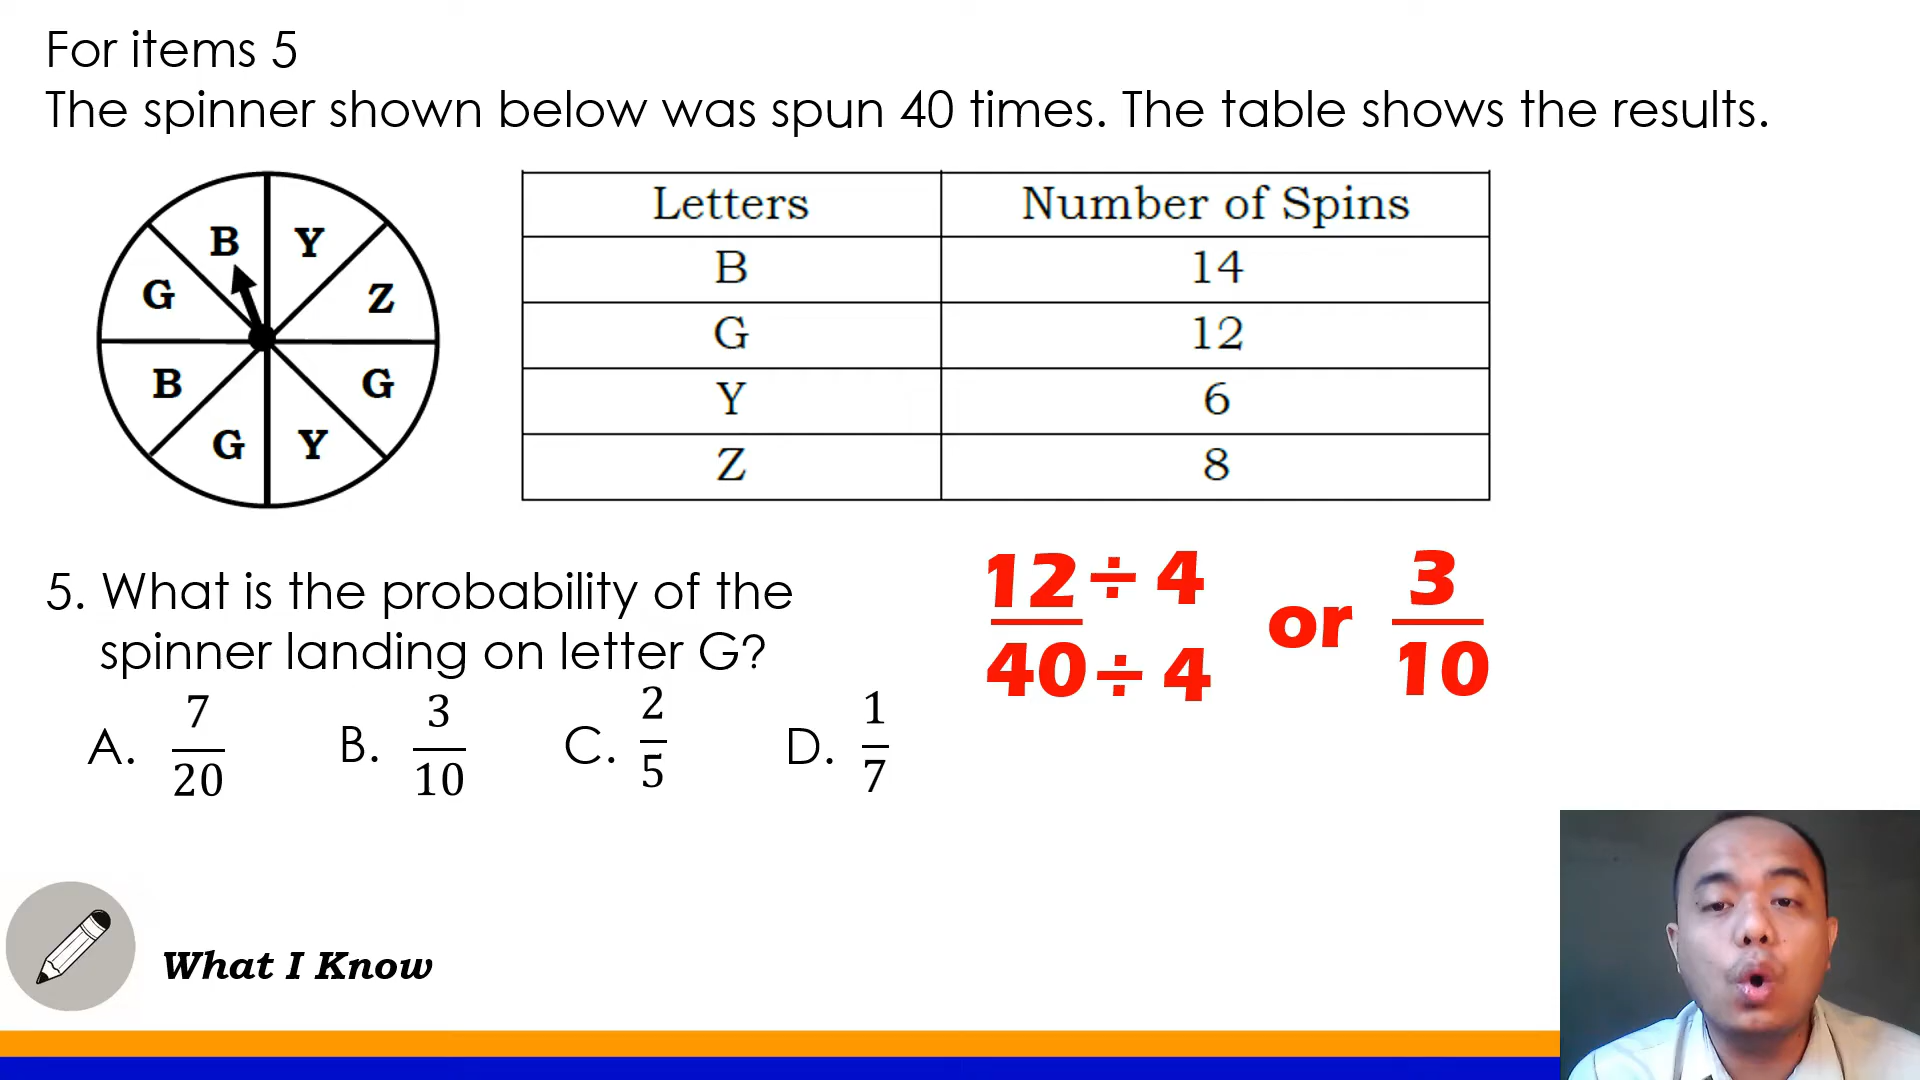 For items 5
The spinner shown below was spun 40 times. The table shows the results.
B Y
G Z
B G
G Y
Letters Number of Spins
B 14
G 12
Y 6
Z 8
5. What is the probability of the
spinner landing on letter G?
A. 7/20 B. 3/10 C. 2/5 D. 1/7
12 ÷ 4
40 ÷ 4
or
3
10
What I Know